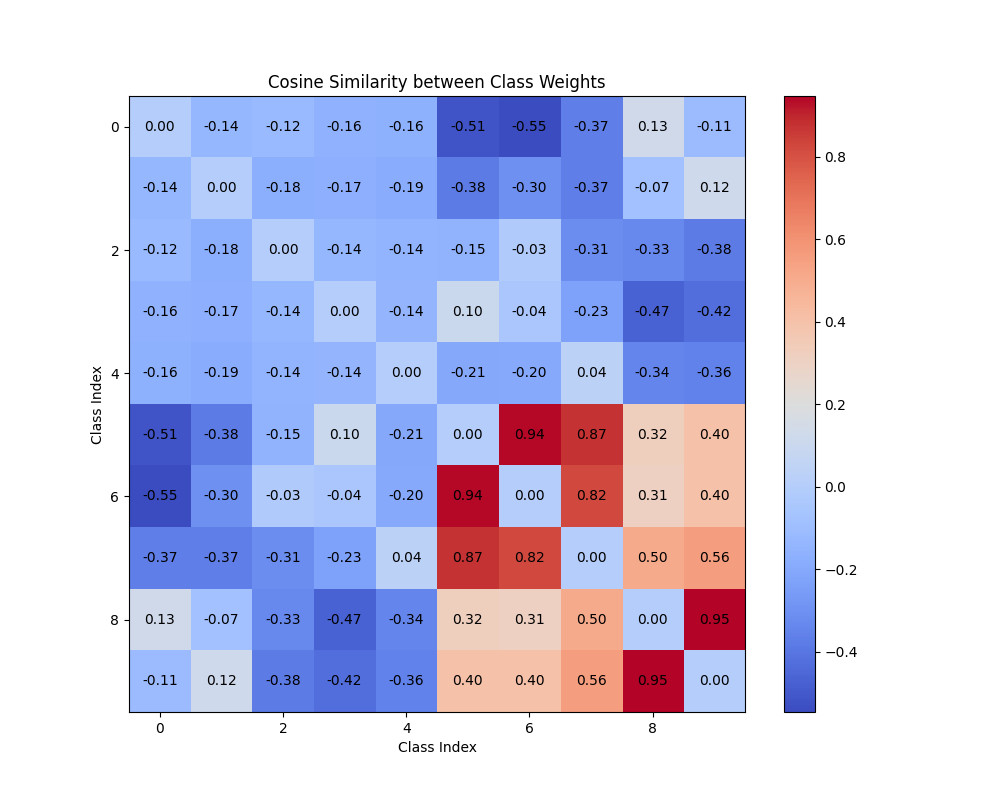 Cosine Similarity between Class Weights
0 0.00 -0.14 -0.12 -0.16 -0.16 -0.51 -0.55 -0.37 0.13 -0.11
-0.14 0.00 -0.18 -0.17 -0.19 -0.38 -0.30 -0.37 -0.07 0.12
2 -0.12 -0.18 0.00 -0.14 -0.14 -0.15 -0.03 -0.31 -0.33 -0.38
-0.16 -0.17 -0.14 0.00 -0.14 0.10 -0.04 -0.23 -0.47 -0.42
4 -0.16 -0.19 -0.14 -0.14 0.00 -0.21 -0.20 0.04 -0.34 -0.36
-0.51 -0.38 -0.15 0.10 -0.21 0.00 0.94 0.87 0.32 0.40
6 -0.55 -0.30 -0.03 -0.04 -0.20 0.94 0.00 0.82 0.31 0.40
-0.37 -0.37 -0.31 -0.23 0.04 0.87 0.82 0.00 0.50 0.56
8 0.13 -0.07 -0.33 -0.47 -0.34 0.32 0.31 0.50 0.00 0.95
-0.11 0.12 -0.38 -0.42 -0.36 0.40 0.40 0.56 0.95 0.00
0 2 4 6 8
Class Index
Class Index
0.8
0.6
0.4
0.2
0.0
−0.2
−0.4